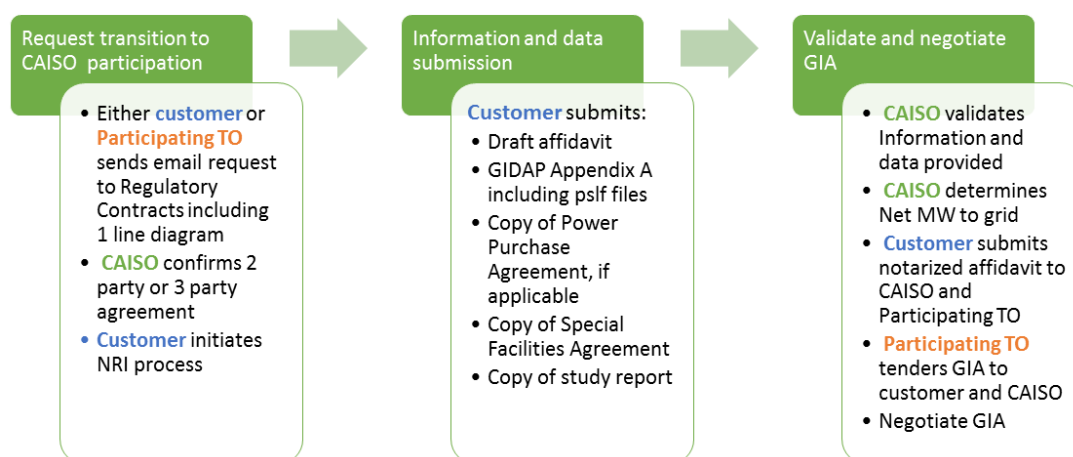 Request transition to
CAISO  participation
• Either customer or
Participating TO
sends email request
to Regulatory
Contracts including
1 line diagram
• CAISO confirms 2
party or 3 party
agreement
• Customer initiates
NRI process
Information and data
submission
Customer submits:
• Draft affidavit
• GIDAP Appendix A
including pslf files
• Copy of Power
Purchase
Agreement, if
applicable
• Copy of Special
Facilities Agreement
• Copy of study report
Validate and negotiate
GIA
• CAISO validates
Information and
data provided
• CAISO determines
Net MW to grid
• Customer submits
notarized affidavit to
CAISO and
Participating TO
• Participating TO
tenders GIA to
customer and CAISO
• Negotiate GIA